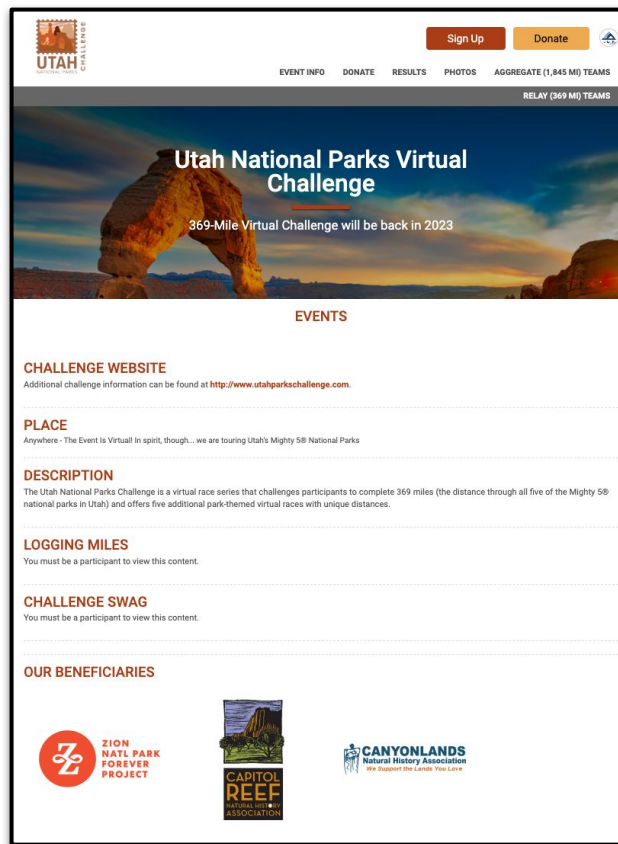 UTAH
NATIONAL PARKS
CHALLENGE
Sign Up
Donate
EVENT INFO DONATE RESULTS PHOTOS AGGREGATE (1,845 MI) TEAMS
RELAY (369 MI) TEAMS
Utah National Parks Virtual
Challenge
369-Mile Virtual Challenge will be back in 2023
EVENTS
CHALLENGE WEBSITE
Additional challenge information can be found at http://www.utahparkschallenge.com.
PLACE
Anywhere - The Event Is Virtual! In spirit, though... we are touring Utah's Mighty 5® National Parks
DESCRIPTION
The Utah National Parks Challenge is a virtual race series that challenges participants to complete 369 miles (the distance through all five of the Mighty 5®
national parks in Utah) and offers five additional park-themed virtual races with unique distances.
LOGGING MILES
You must be a participant to view this content.
CHALLENGE SWAG
You must be a participant to view this content.
OUR BENEFICIARIES
ZION
NATL PARK
FOREVER
PROJECT
CAPITOL
REEF
NATURAL HISTORY
ASSOCIATION
CANYONLANDS
Natural History Association
We Support the Lands You Love